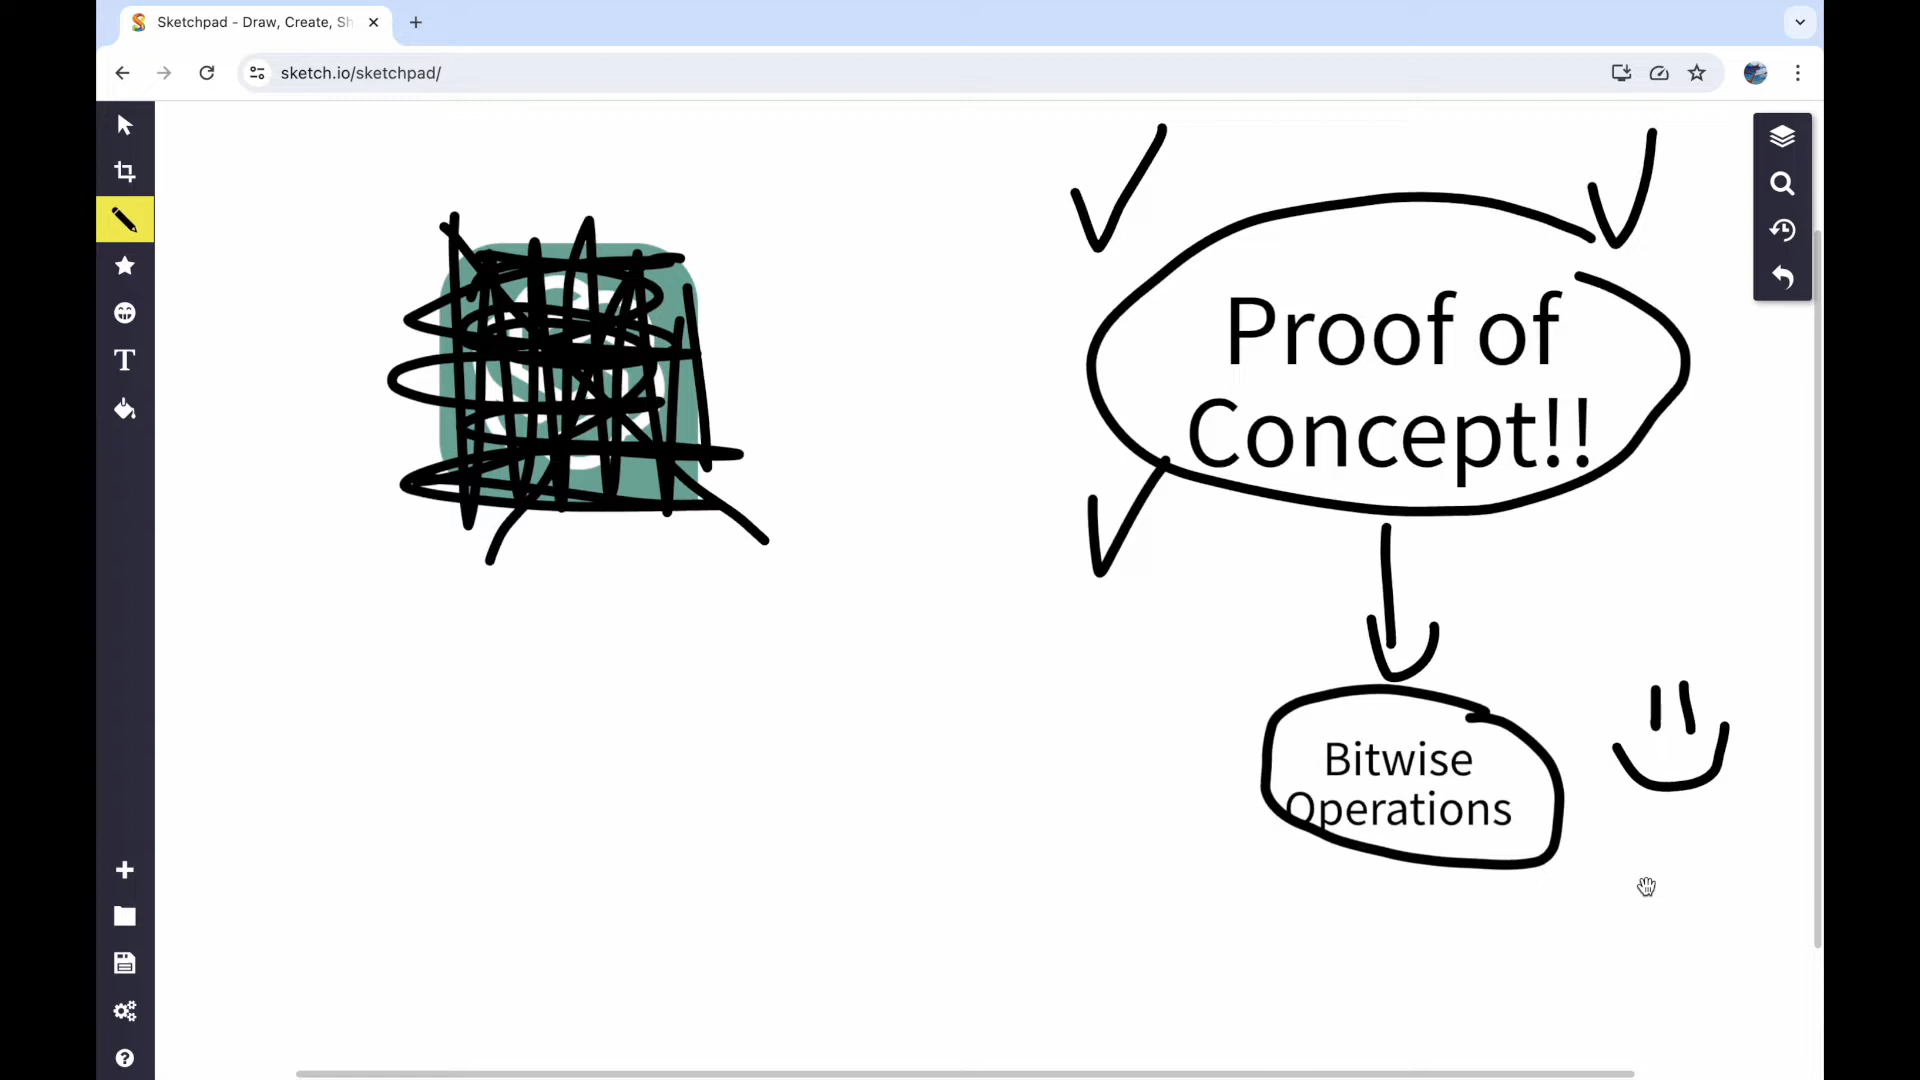 Sketchpad - Draw, Create, Sh
sketch.io/sketchpad/
Proof of
Concept!!
Bitwise
Operations